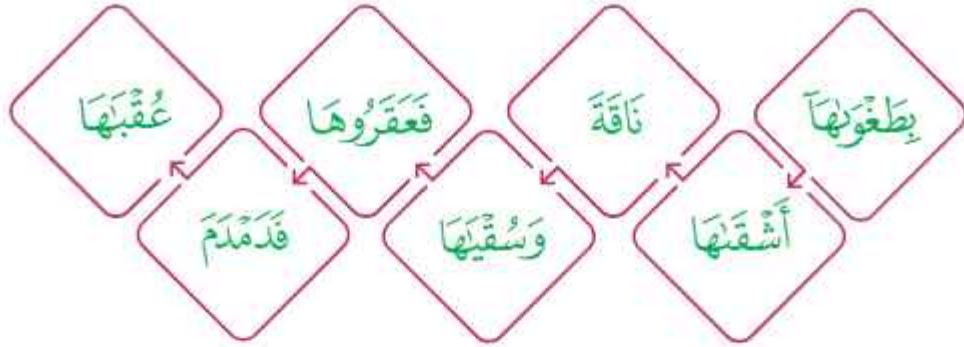 بِطَغْوَىٰهَآ
أَشْقَىٰهَا
نَاقَةَ
وَسُقْيَـٰهَا
فَعَقَرُوهَا
فَدَمْدَمَ
عُقْبَـٰهَا